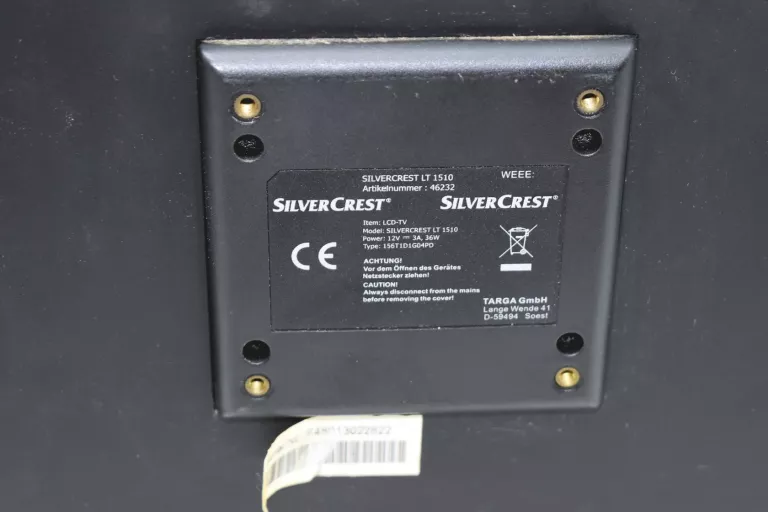 SILVERCREST LT 1510
WEEE:
Artikelnummer : 46232
SILVERCREST®
SILVERCREST®
Item: LCD-TV
Model: SILVERCREST LT 1510
Power: 12V ⎓ 3A, 36W
Type: 156T1D1G04PD
CE
ACHTUNG!
Vor dem Öffnen des Gerätes
Netzstecker ziehen!
CAUTION!
Always disconnect from the mains
before removing the cover!
TARGA GmbH
Lange Wende 41
D-59494 Soest